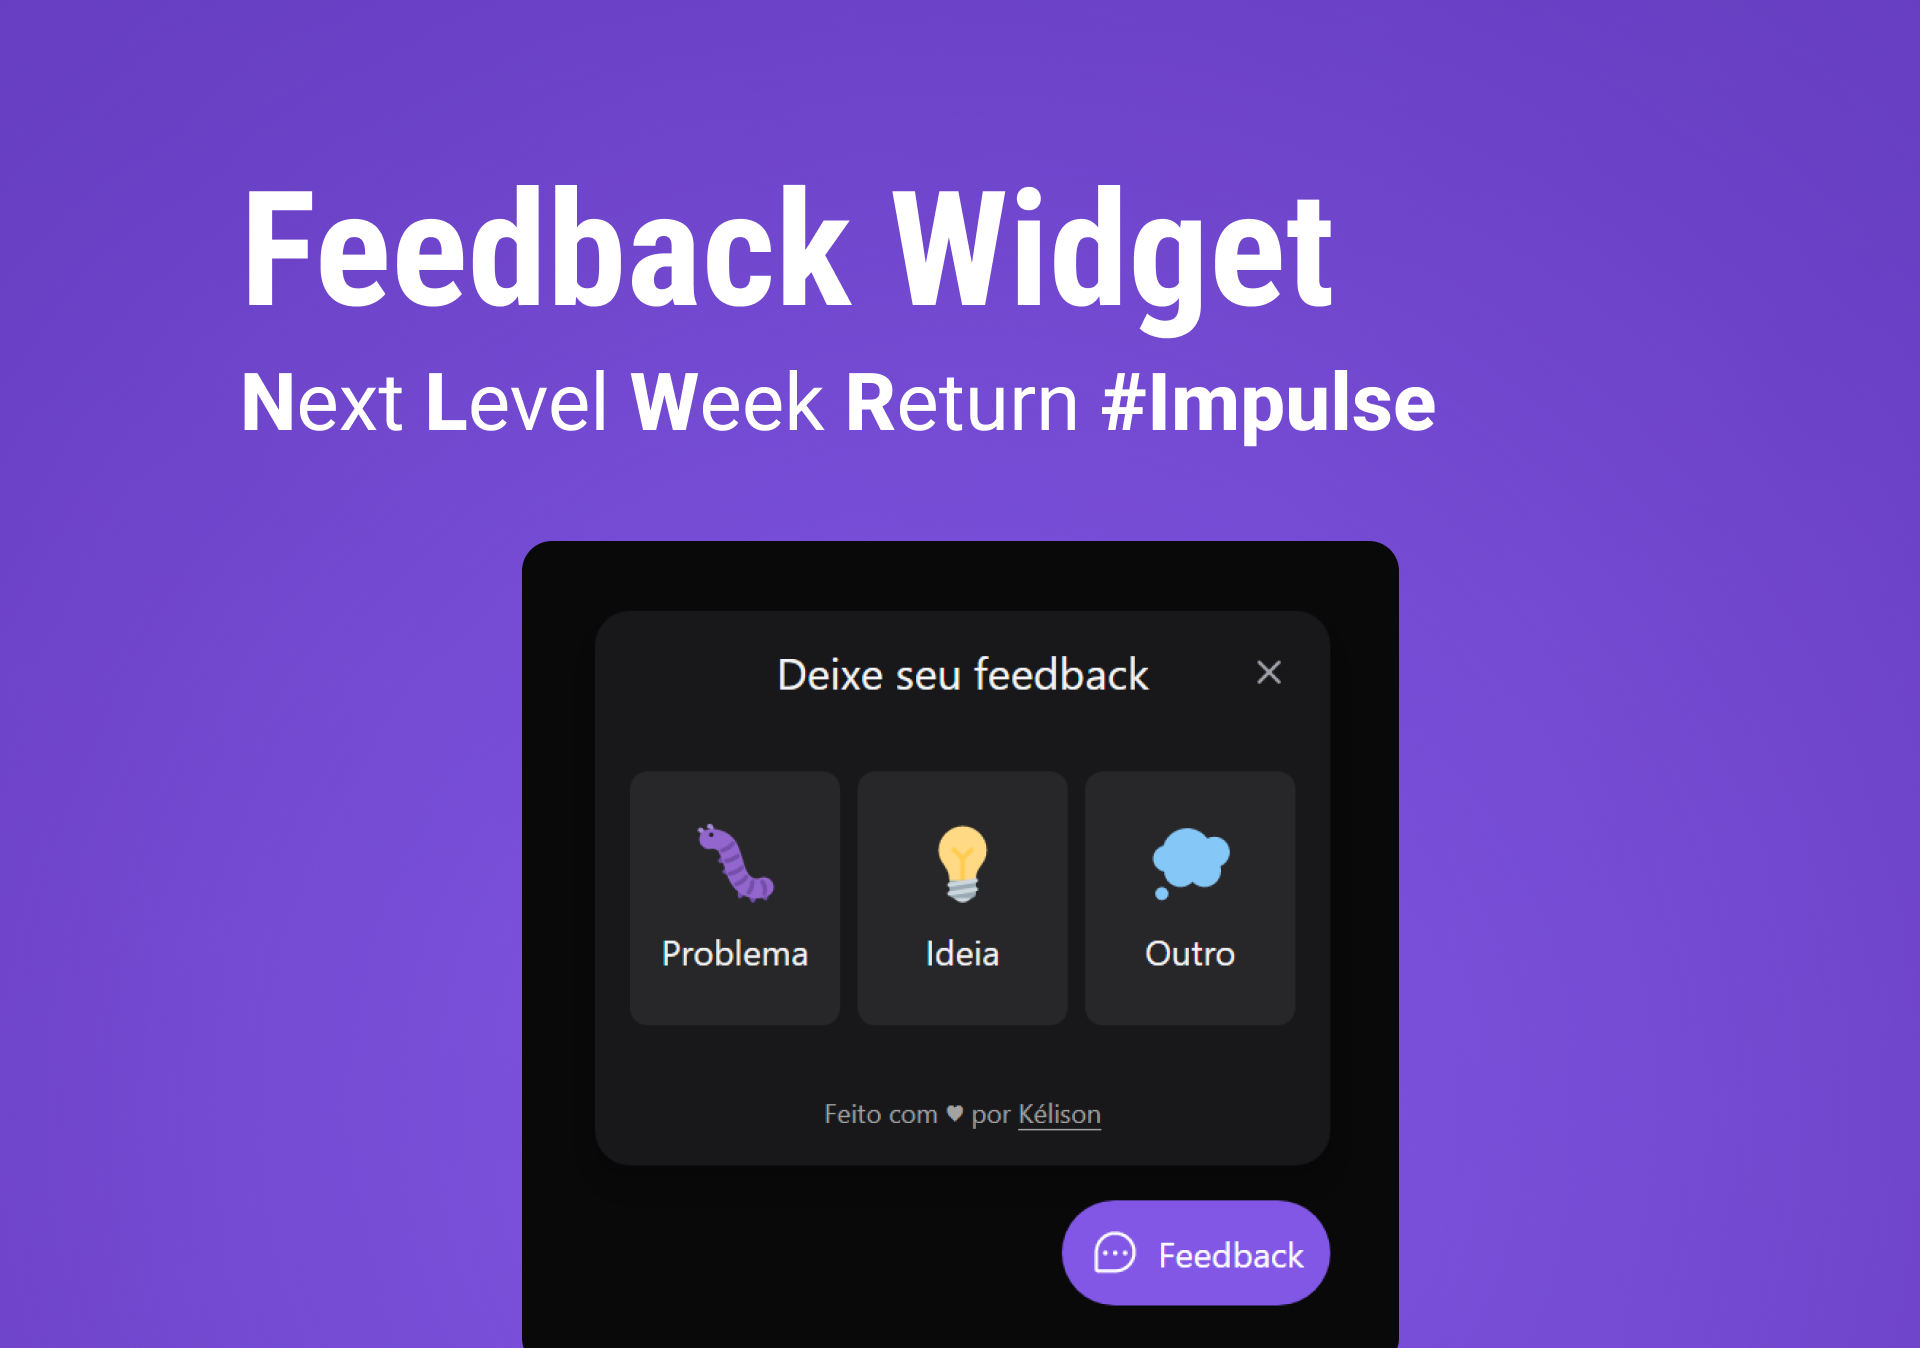 Feedback Widget
Next Level Week Return #Impulse
Deixe seu feedback
Problema
Ideia
Outro
Feito com ♥ por Kélison
Feedback